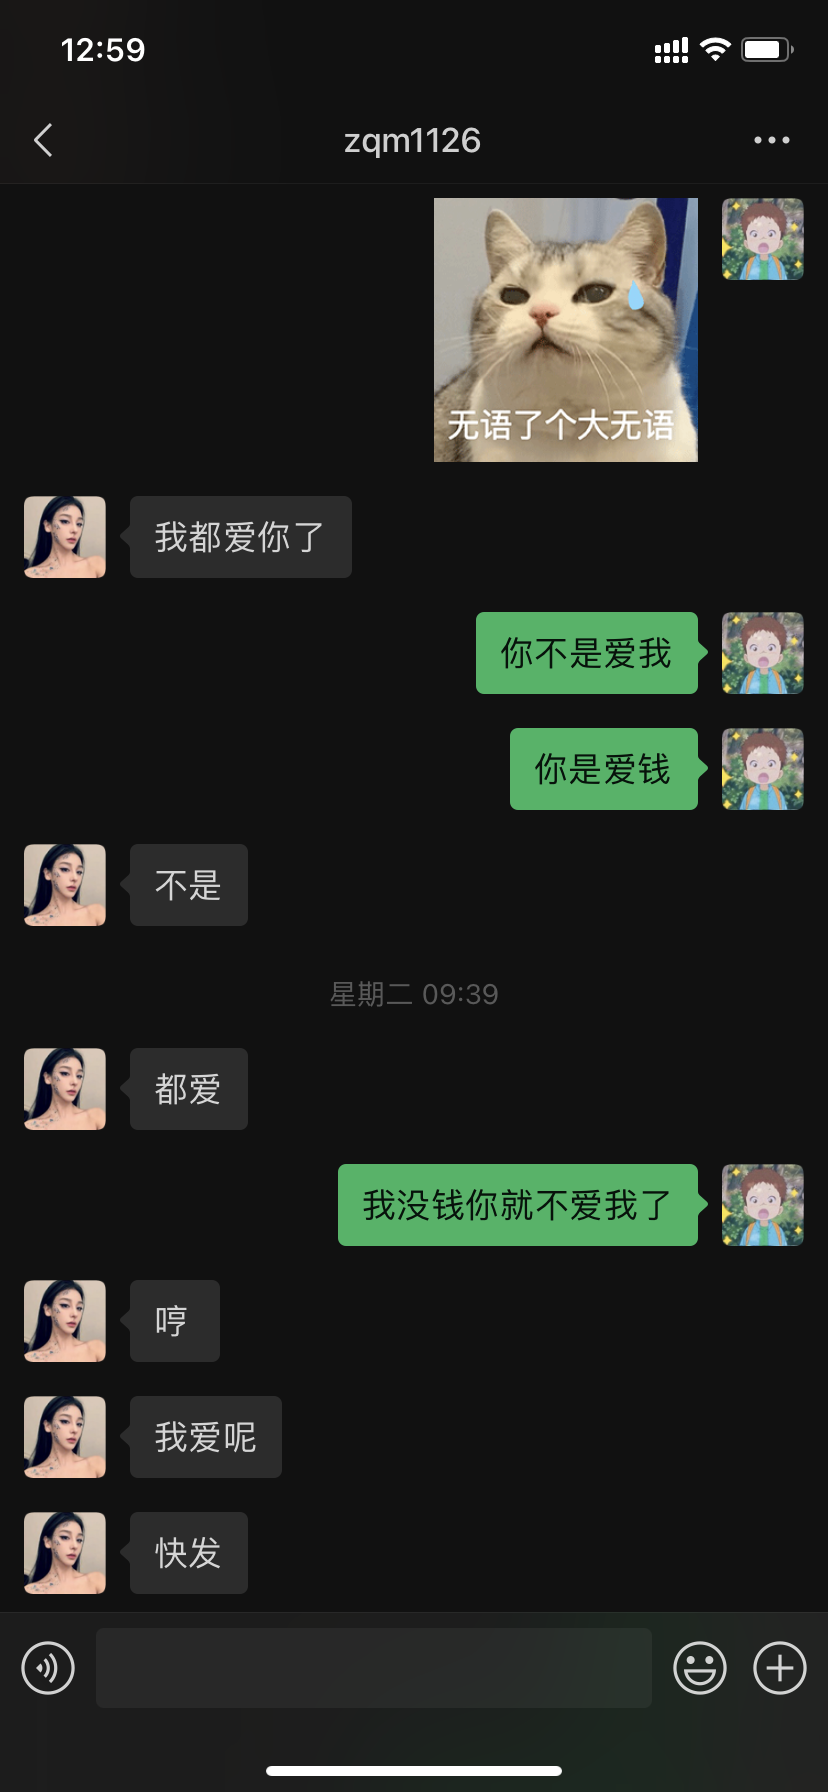 12:59
zqm1126
无语了个大无语
我都爱你了
你不是爱我
你是爱钱
不是
星期二 09:39
都爱
我没钱你就不爱我了
哼
我爱呢
快发